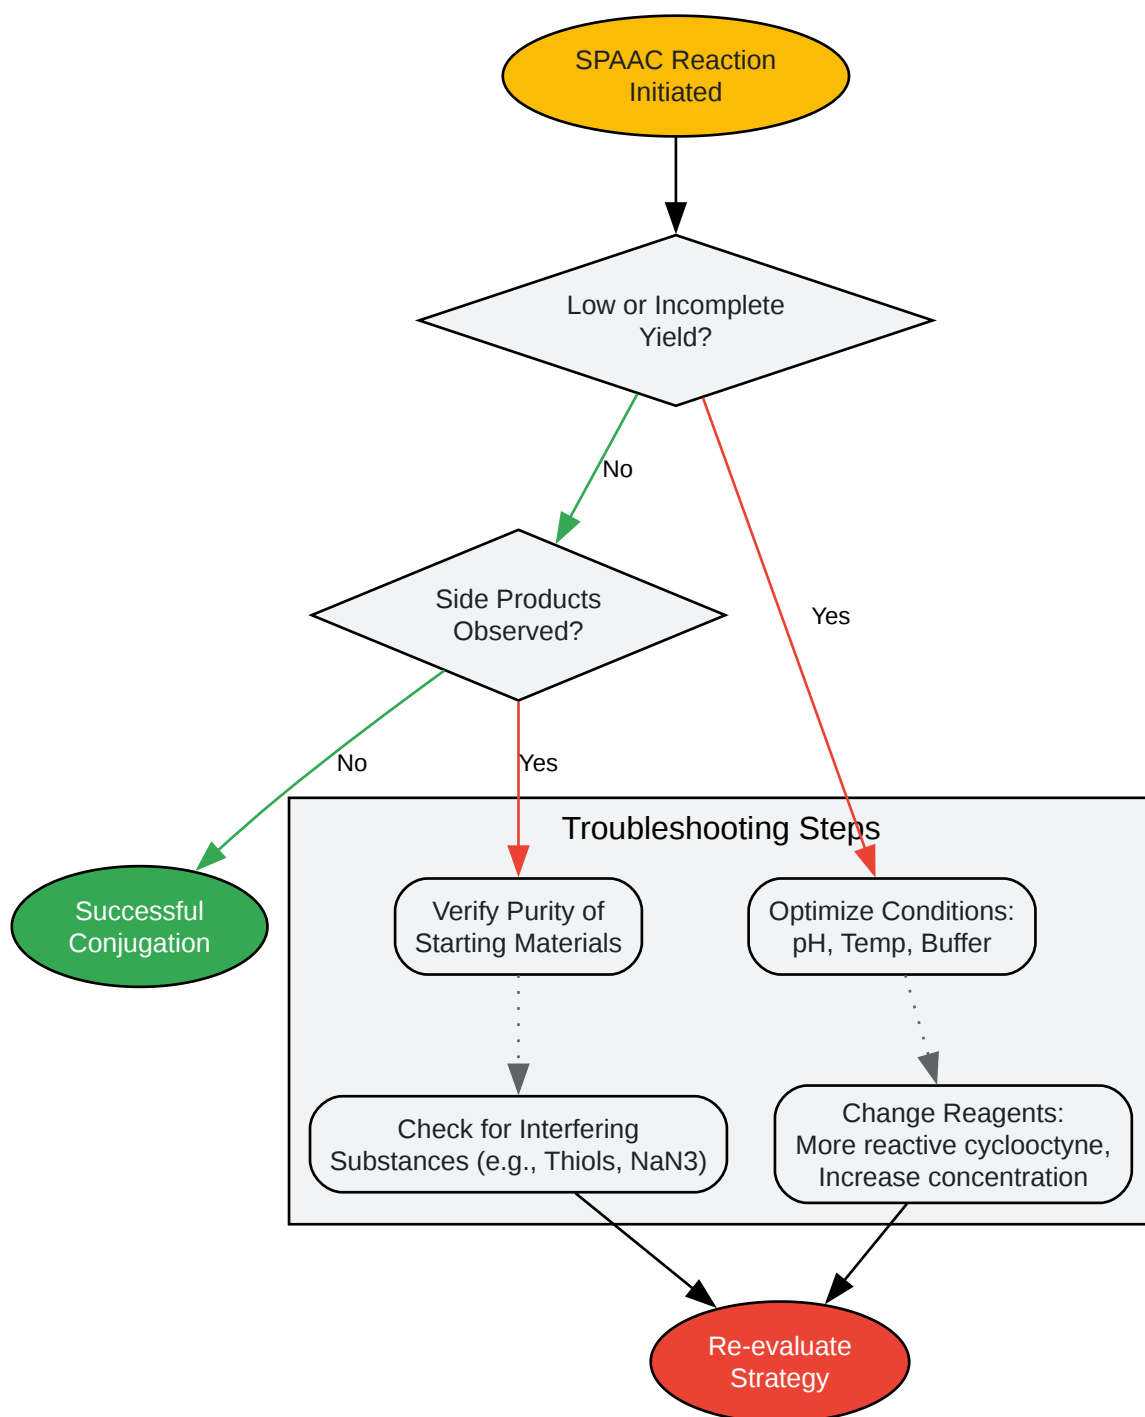 SPAAC Reaction
Initiated
Low or Incomplete
Yield?
No
Yes
Side Products
Observed?
No
Yes
Troubleshooting Steps
Successful
Conjugation
Verify Purity of
Starting Materials
Optimize Conditions:
pH, Temp, Buffer
Check for Interfering
Substances (e.g., Thiols, NaN3)
Change Reagents:
More reactive cyclooctyne,
Increase concentration
Re-evaluate
Strategy